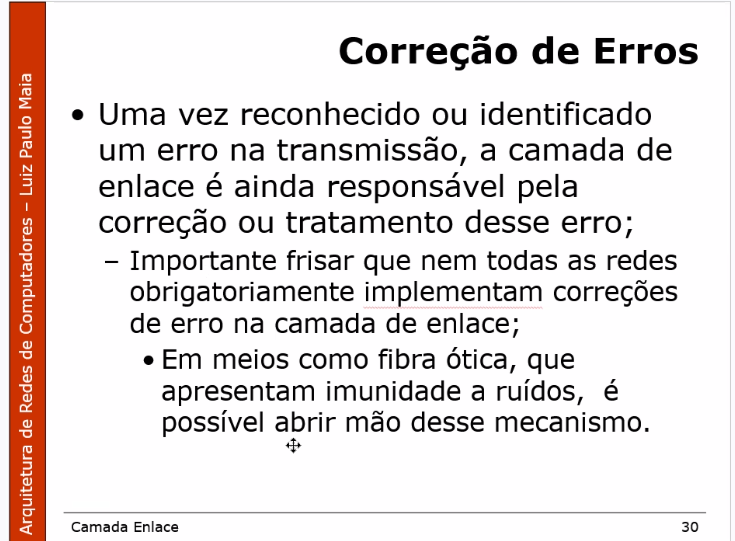 Correção de Erros
• Uma vez reconhecido ou identificado
um erro na transmissão, a camada de
enlace é ainda responsável pela
correção ou tratamento desse erro;
– Importante frisar que nem todas as redes
obrigatoriamente implementam correções
de erro na camada de enlace;
• Em meios como fibra ótica, que
apresentam imunidade a ruídos,  é
possível abrir mão desse mecanismo.
Arquitetura de Redes de Computadores – Luiz Paulo Maia
Camada Enlace
30